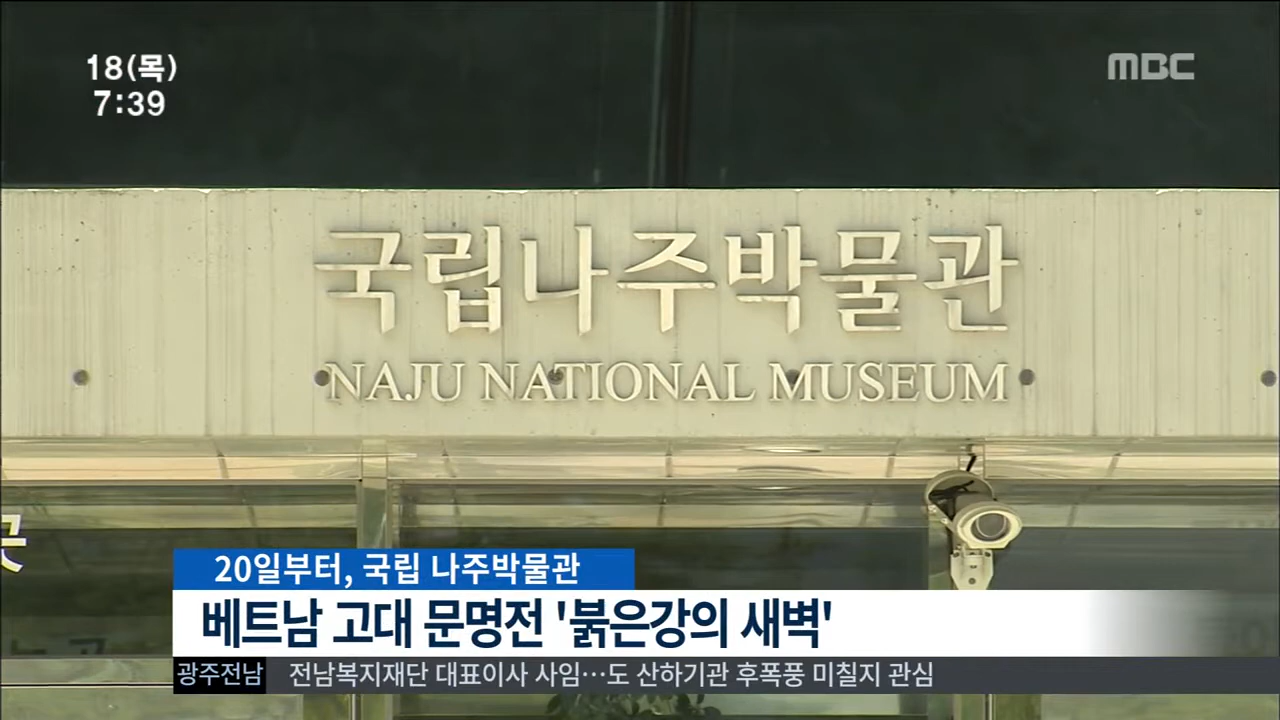 18(목)
7:39
MBC
국립나주박물관
NAJU NATIONAL MUSEUM
20일부터, 국립 나주박물관
베트남 고대 문명전 '붉은강의 새벽'
광주전남 전남복지재단 대표이사 사임…도 산하기관 후폭풍 미칠지 관심